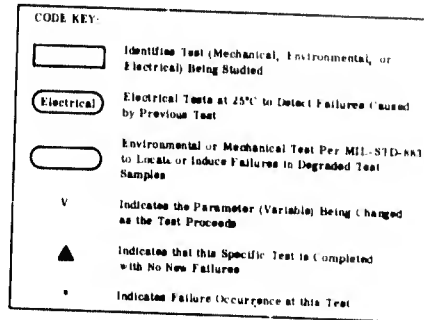 CODE KEY:
Identifies Test (Mechanical, Environmental, or
Electrical) Being Studied
Electrical
Electrical Tests at 25°C to Detect Failures Caused
by Previous Test
Environmental or Mechanical Test Per MIL-STD-883
to Locate or Induce Failures in Degraded Test
Samples
V Indicates the Parameter (Variable) Being Changed
as the Test Proceeds
▲ Indicates that this Specific Test is Completed
with No New Failures
* Indicates Failure Occurrence at this Test